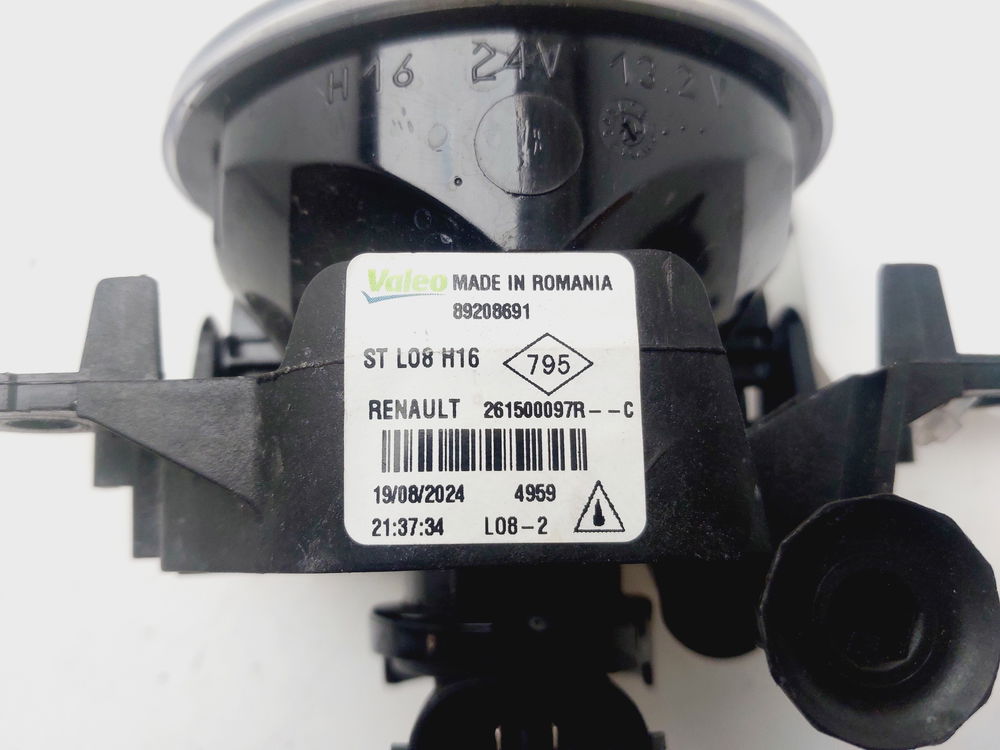 H16 24V 13.2V
Valeo MADE IN ROMANIA
89208691
ST L08 H16 795
RENAULT 261500097R--C
19/08/2024 4959
21:37:34 L08-2